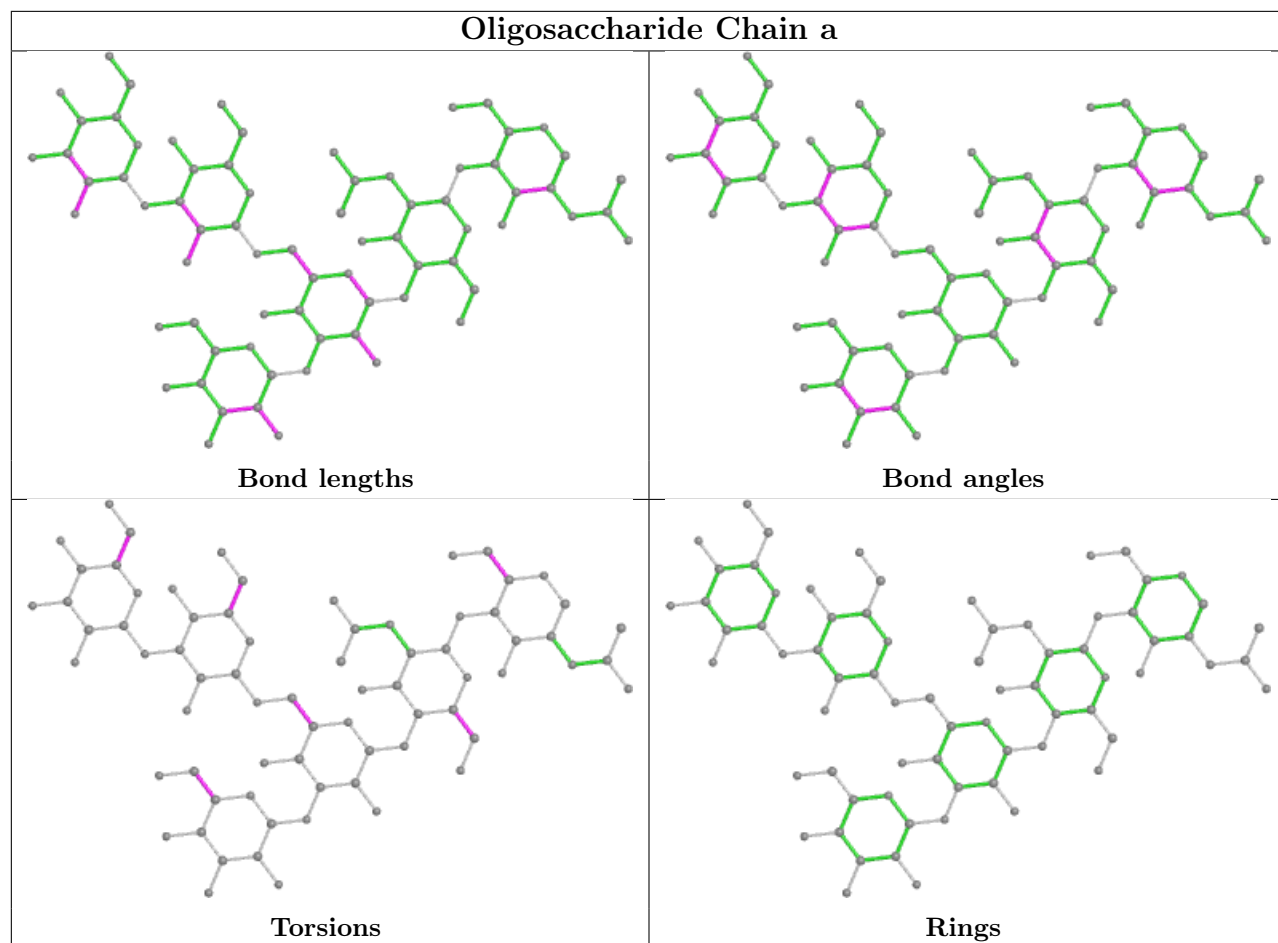 Oligosaccharide Chain a
Bond lengths
Bond angles
Torsions
Rings